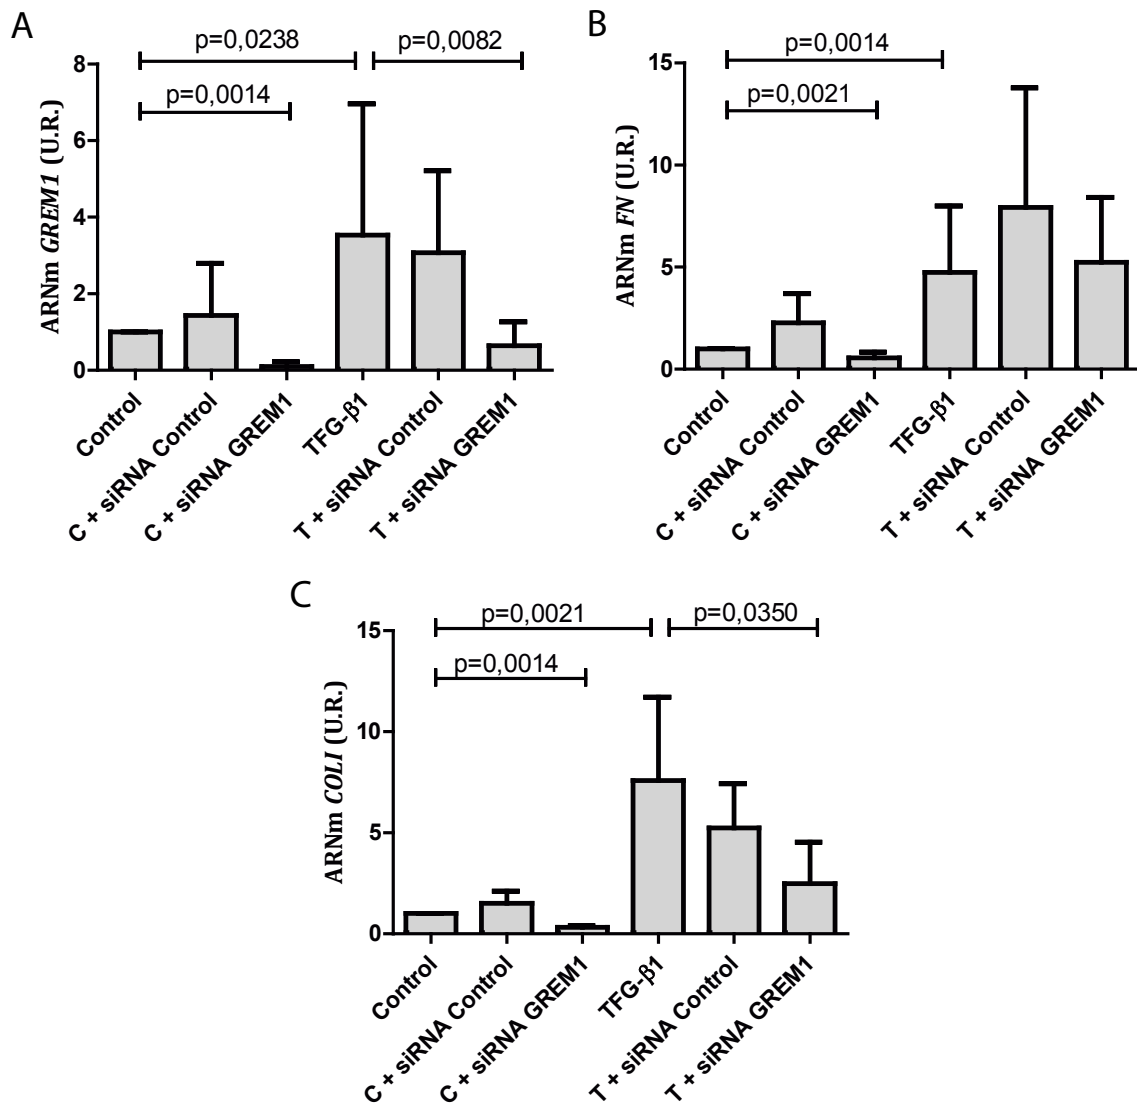 A
p=0,0238
p=0,0082
p=0,0014
ARNm GREM1 (U.R.)
8
6
4
2
0
Control
C + siRNA Control
C + siRNA GREM1
TFG-β1
T + siRNA Control
T + siRNA GREM1
B
p=0,0014
p=0,0021
ARNm FN (U.R.)
15
10
5
0
Control
C + siRNA Control
C + siRNA GREM1
TFG-β1
T + siRNA Control
T + siRNA GREM1
C
p=0,0021
p=0,0350
p=0,0014
ARNm COLI (U.R.)
15
10
5
0
Control
C + siRNA Control
C + siRNA GREM1
TFG-β1
T + siRNA Control
T + siRNA GREM1